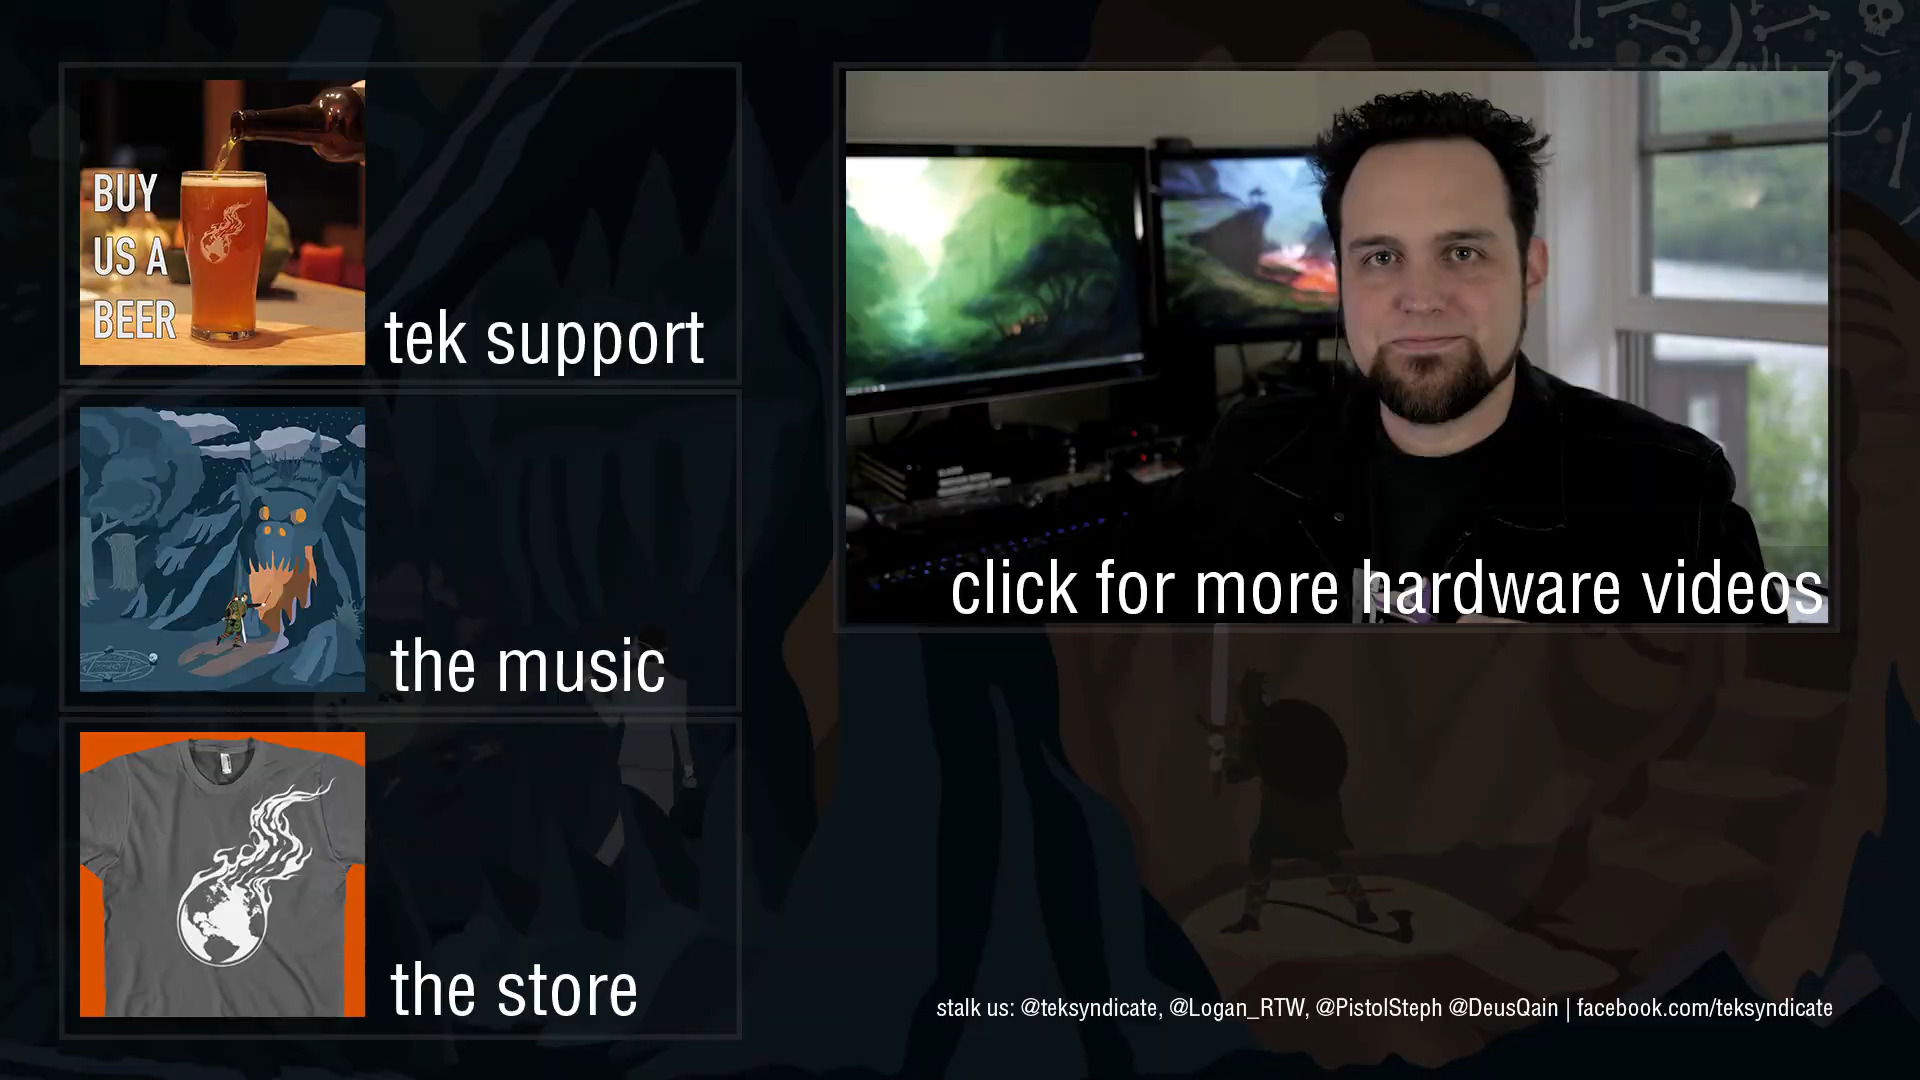 BUY
US A
BEER
tek support
the music
the store
click for more hardware videos
stalk us: @teksyndicate, @Logan_RTW, @PistolSteph @DeusQain | facebook.com/teksyndicate